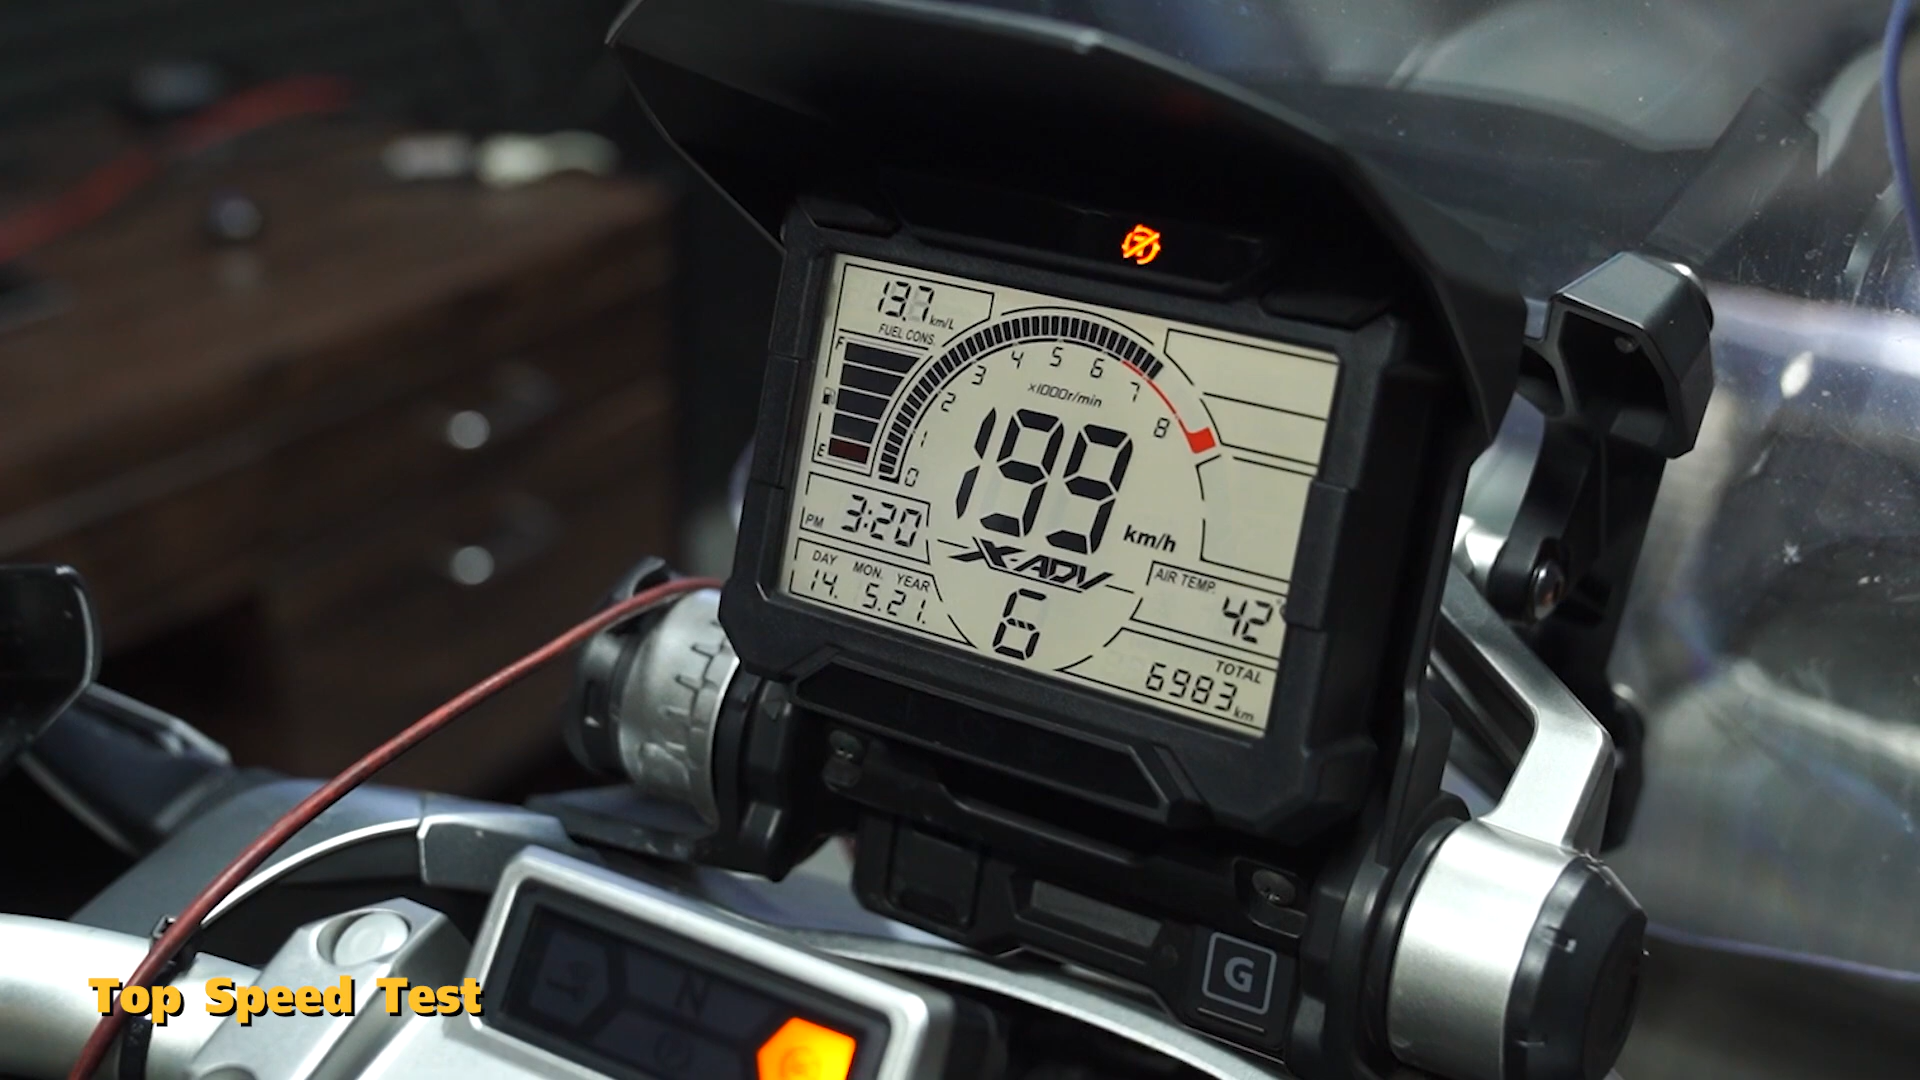 13.7 km/L
FUEL CONS.
F
E
0 1 2 3 4 5 6 7 8
x1000r/min
199 km/h
PM 3:20
X-ADV
DAY MON. YEAR
14. 5.21.
6
AIR TEMP.
42°C
TOTAL
6983 km
G
N
Top Speed Test